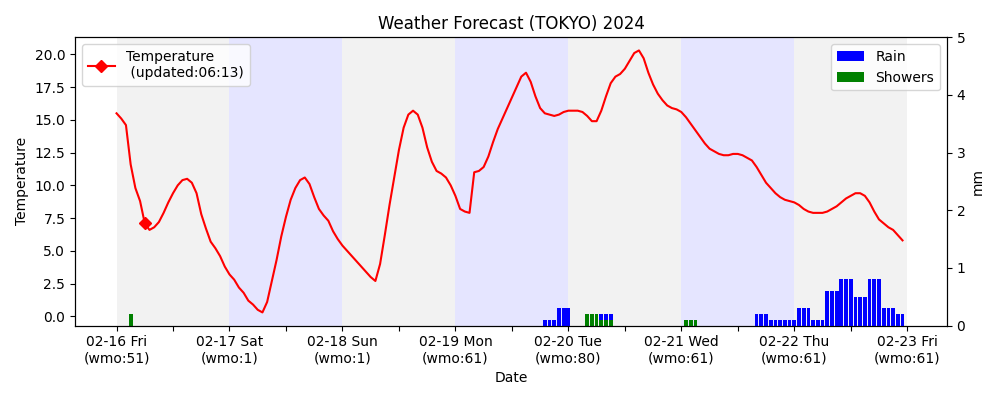 Weather Forecast (TOKYO) 2024
Temperature
(updated:06:13)
Rain
Showers
20.0
17.5
15.0
12.5
10.0
7.5
5.0
2.5
0.0
Temperature
5
4
3
2
1
0
mm
02-16 Fri
(wmo:51)
02-17 Sat
(wmo:1)
02-18 Sun
(wmo:1)
02-19 Mon
(wmo:61)
02-20 Tue
(wmo:80)
02-21 Wed
(wmo:61)
02-22 Thu
(wmo:61)
02-23 Fri
(wmo:61)
Date